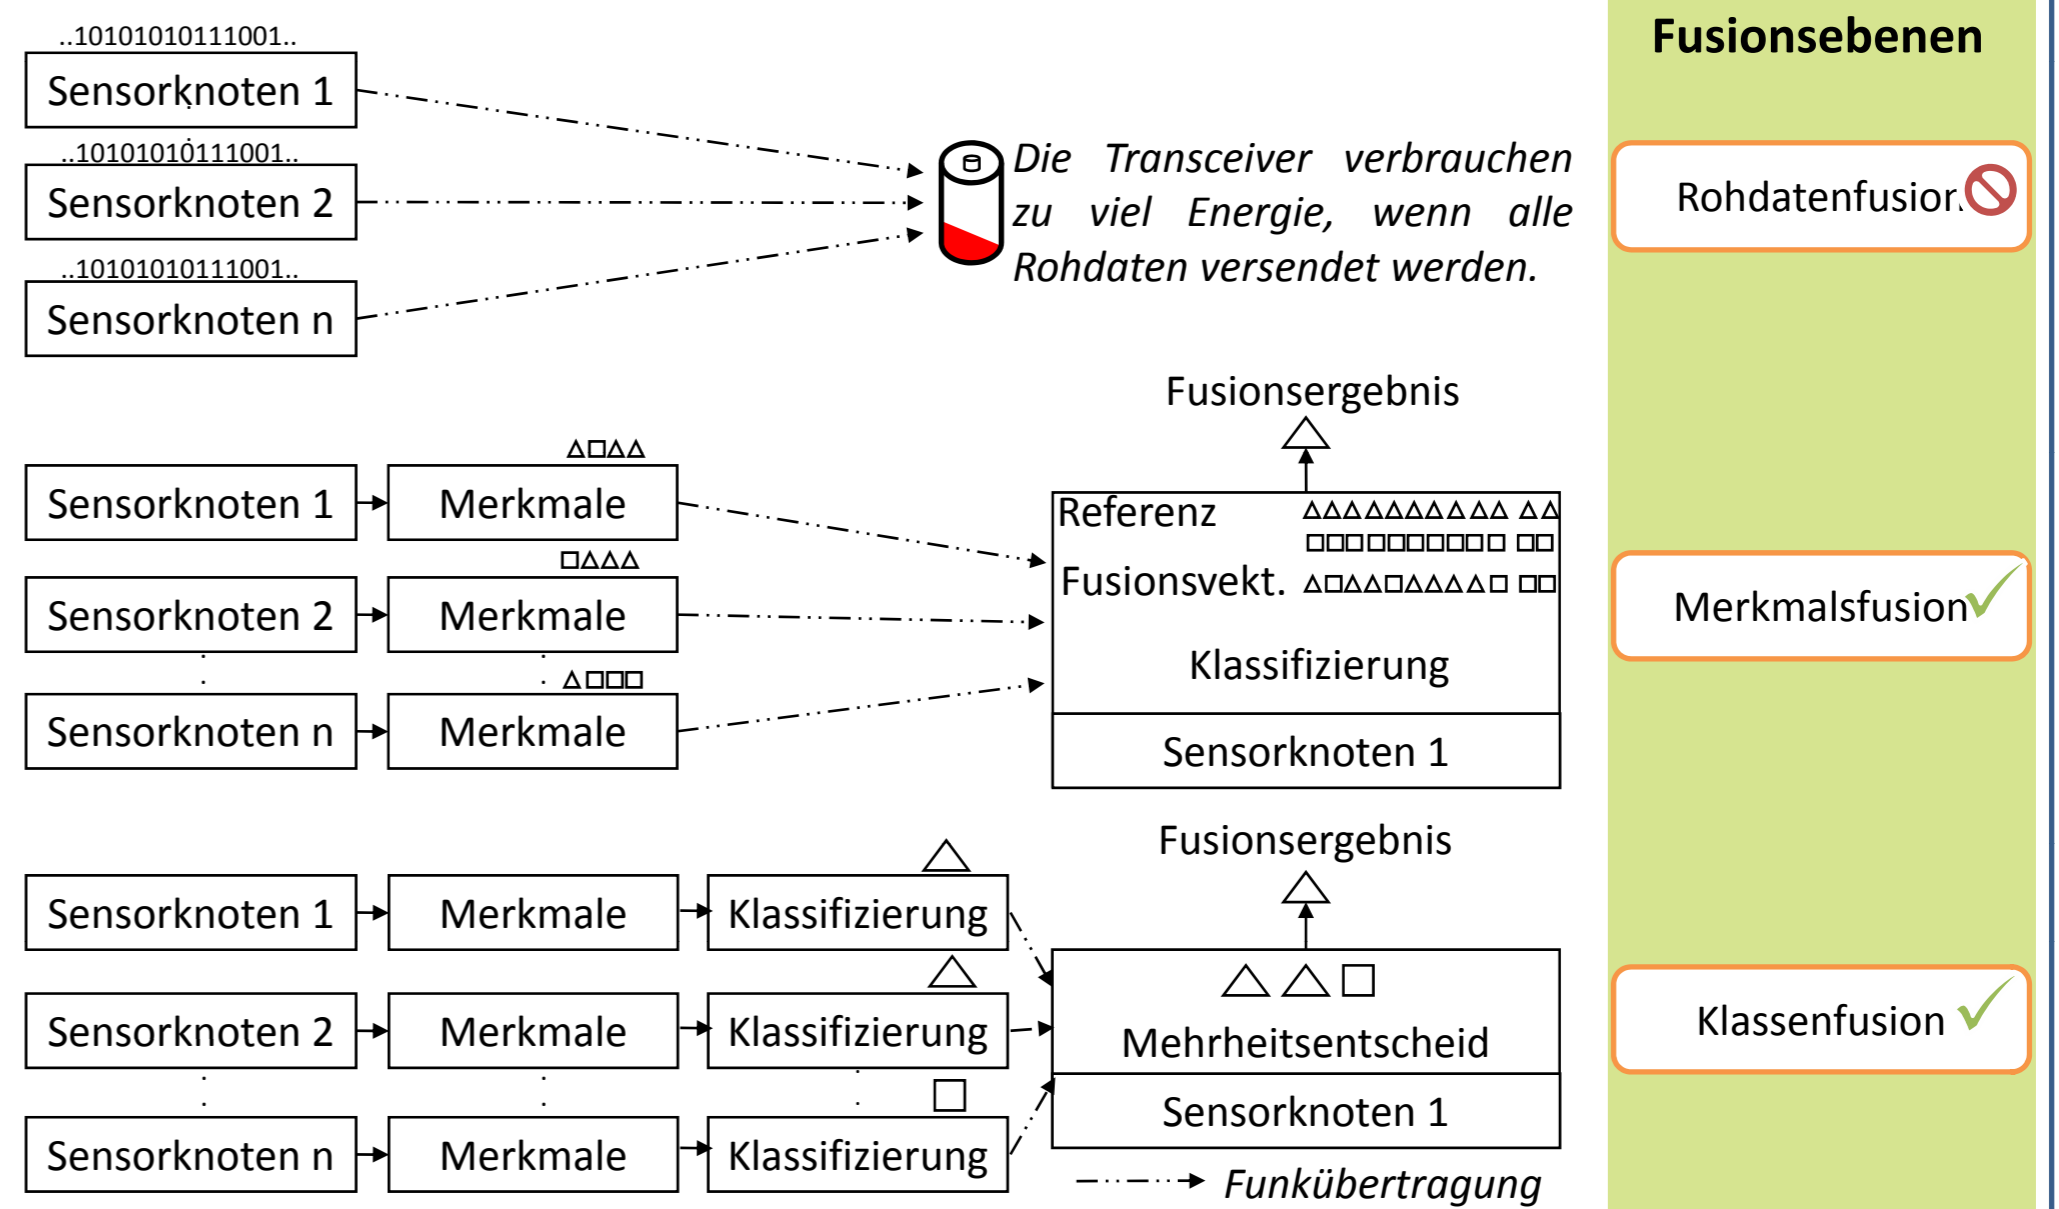 ..10101010111001..
Sensorknoten 1
..10101010111001..
Sensorknoten 2
..10101010111001..
Sensorknoten n
Die Transceiver verbrauchen
zu viel Energie, wenn alle
Rohdaten versendet werden.
Fusionsebenen
Rohdatenfusion
Fusionsergebnis
Sensorknoten 1
Merkmale
Sensorknoten 2
Merkmale
Sensorknoten n
Merkmale
Referenz
Fusionsvekt.
Klassifizierung
Sensorknoten 1
Merkmalsfusion
Fusionsergebnis
Sensorknoten 1
Merkmale
Klassifizierung
Sensorknoten 2
Merkmale
Klassifizierung
Sensorknoten n
Merkmale
Klassifizierung
Mehrheitsentscheid
Sensorknoten 1
Funkübertragung
Klassenfusion